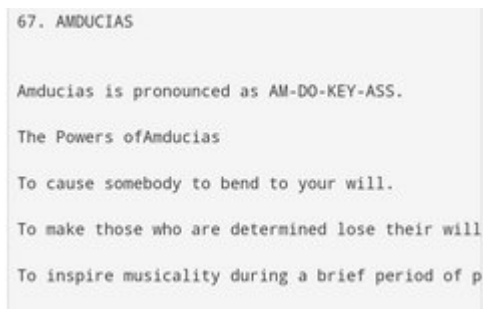 67. AMDUCIAS
Amducias is pronounced as AM-DO-KEY-ASS.
The Powers ofAmducias
To cause somebody to bend to your will.
To make those who are determined lose their will
To inspire musicality during a brief period of p